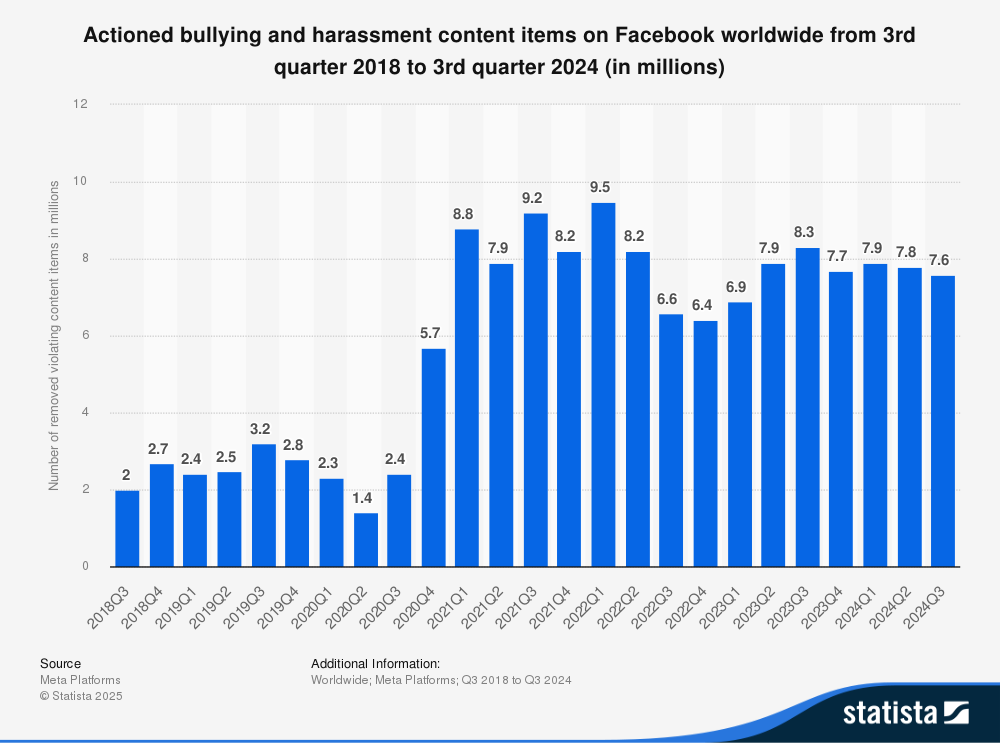 Actioned bullying and harassment content items on Facebook worldwide from 3rd
quarter 2018 to 3rd quarter 2024 (in millions)
Number of removed violating content items in millions
12
10
8
6
4
2
0
2
2.7
2.4
2.5
3.2
2.8
2.3
1.4
2.4
5.7
8.8
7.9
9.2
8.2
9.5
8.2
6.6
6.4
6.9
7.9
8.3
7.7
7.9
7.8
7.6
2018Q3
2018Q4
2019Q1
2019Q2
2019Q3
2019Q4
2020Q1
2020Q2
2020Q3
2020Q4
2021Q1
2021Q2
2021Q3
2021Q4
2022Q1
2022Q2
2022Q3
2022Q4
2023Q1
2023Q2
2023Q3
2023Q4
2024Q1
2024Q2
2024Q3
Source
Meta Platforms
© Statista 2025
Additional Information:
Worldwide; Meta Platforms; Q3 2018 to Q3 2024
statista